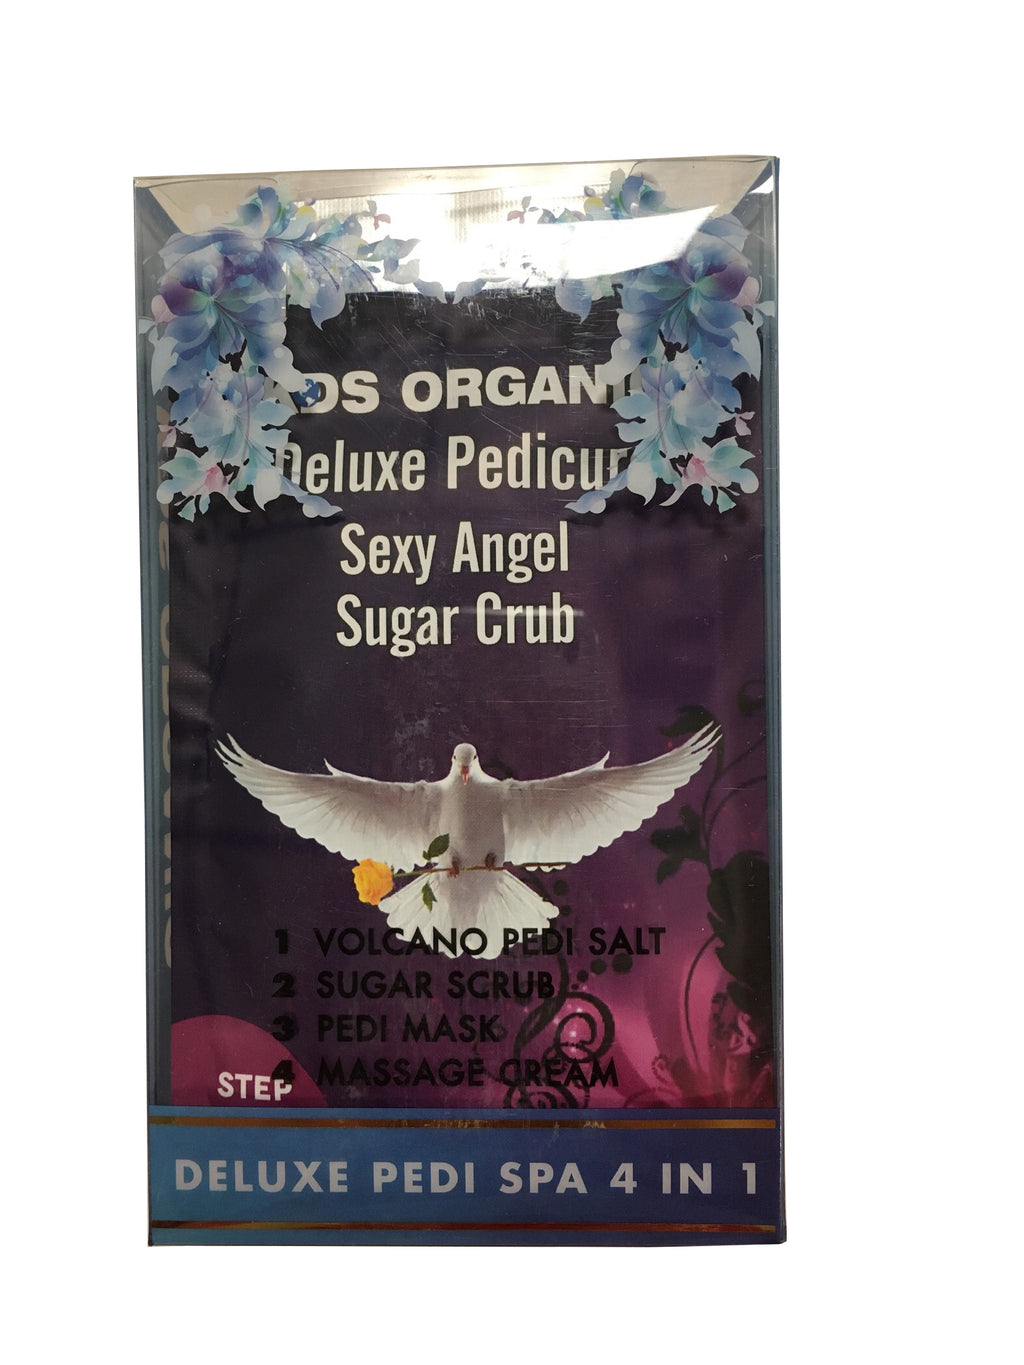 DS ORGAN
Deluxe Pedicur
Sexy Angel
Sugar Crub
1 VOLCANO PEDI SALT
2 SUGAR SCRUB
3 PEDI MASK
4 MASSAGE CREAM
STEP
DELUXE PEDI SPA 4 IN 1